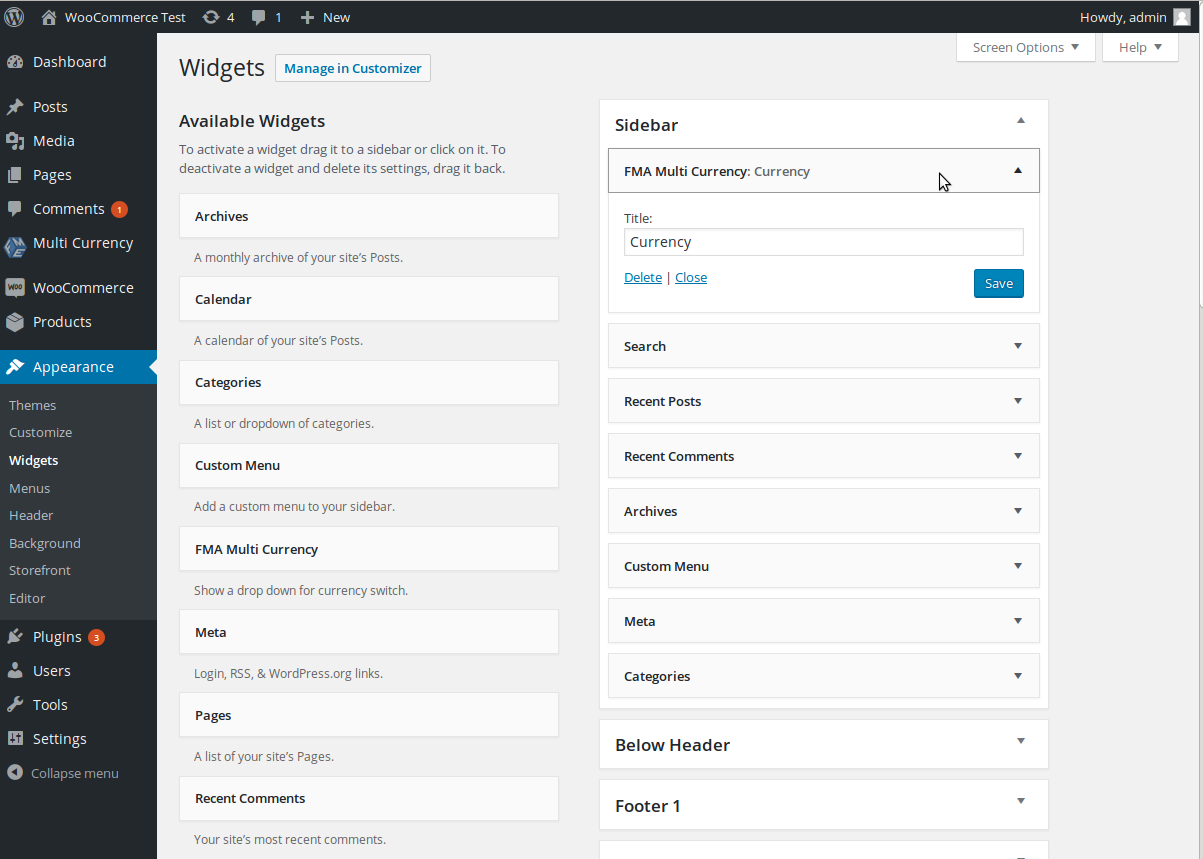 WooCommerce Test
4
1
New
Howdy, admin
Dashboard
Posts
Media
Pages
Comments 1
Multi Currency
WOO WooCommerce
Products
Appearance
Themes
Customize
Widgets
Menus
Header
Background
Storefront
Editor
Plugins 3
Users
Tools
Settings
Collapse menu
Screen Options
Help
Widgets
Manage in Customizer
Available Widgets
To activate a widget drag it to a sidebar or click on it. To
deactivate a widget and delete its settings, drag it back.
Archives
A monthly archive of your site’s Posts.
Calendar
A calendar of your site’s Posts.
Categories
A list or dropdown of categories.
Custom Menu
Add a custom menu to your sidebar.
FMA Multi Currency
Show a drop down for currency switch.
Meta
Login, RSS, & WordPress.org links.
Pages
A list of your site’s Pages.
Recent Comments
Your site’s most recent comments.
Sidebar
FMA Multi Currency: Currency
Title:
Currency
Delete | Close
Save
Search
Recent Posts
Recent Comments
Archives
Custom Menu
Meta
Categories
Below Header
Footer 1